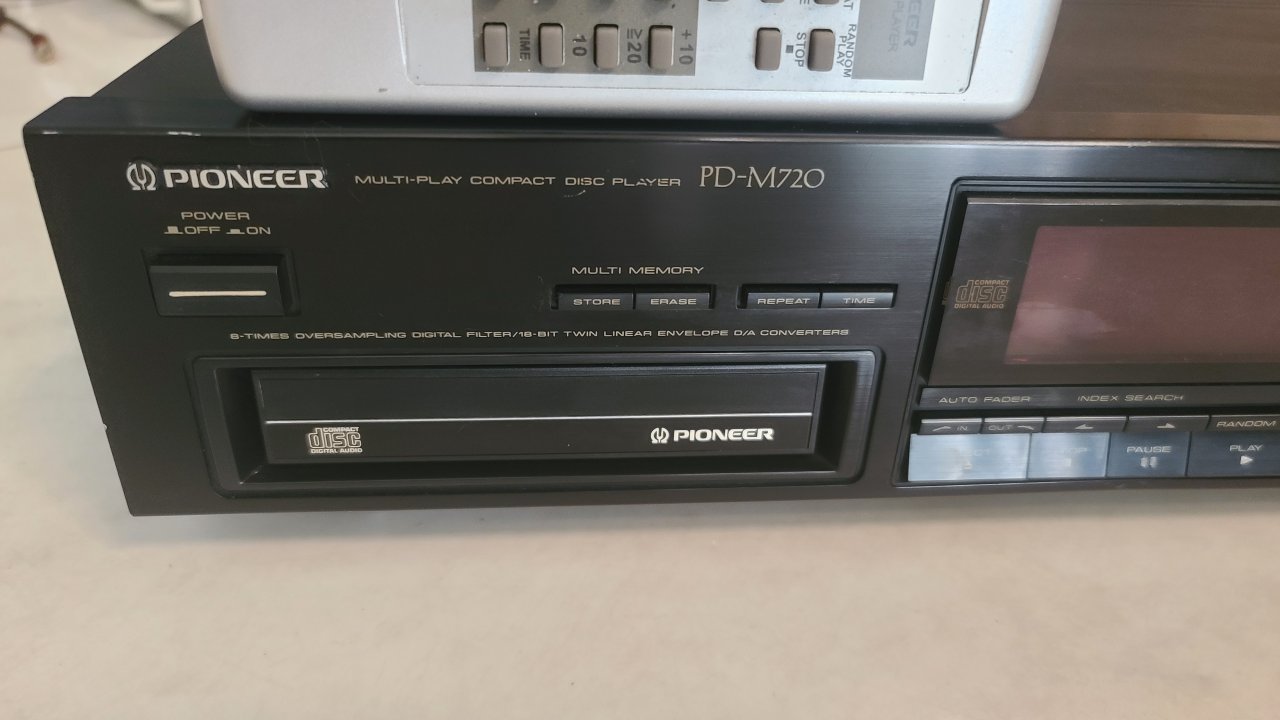 TIME
10
≧20
+10
STOP
RANDOM
PLAY
PLAYER
PIONEER MULTI-PLAY COMPACT DISC PLAYER PD-M720
POWER
OFF ON
MULTI MEMORY
STORE ERASE REPEAT TIME
8-TIMES OVERSAMPLING DIGITAL FILTER/18-BIT TWIN LINEAR ENVELOPE D/A CONVERTERS
COMPACT
disc
DIGITAL AUDIO
PIONEER
COMPACT
disc
DIGITAL AUDIO
AUTO FADER INDEX SEARCH
IN OUT RANDOM
PAUSE PLAY